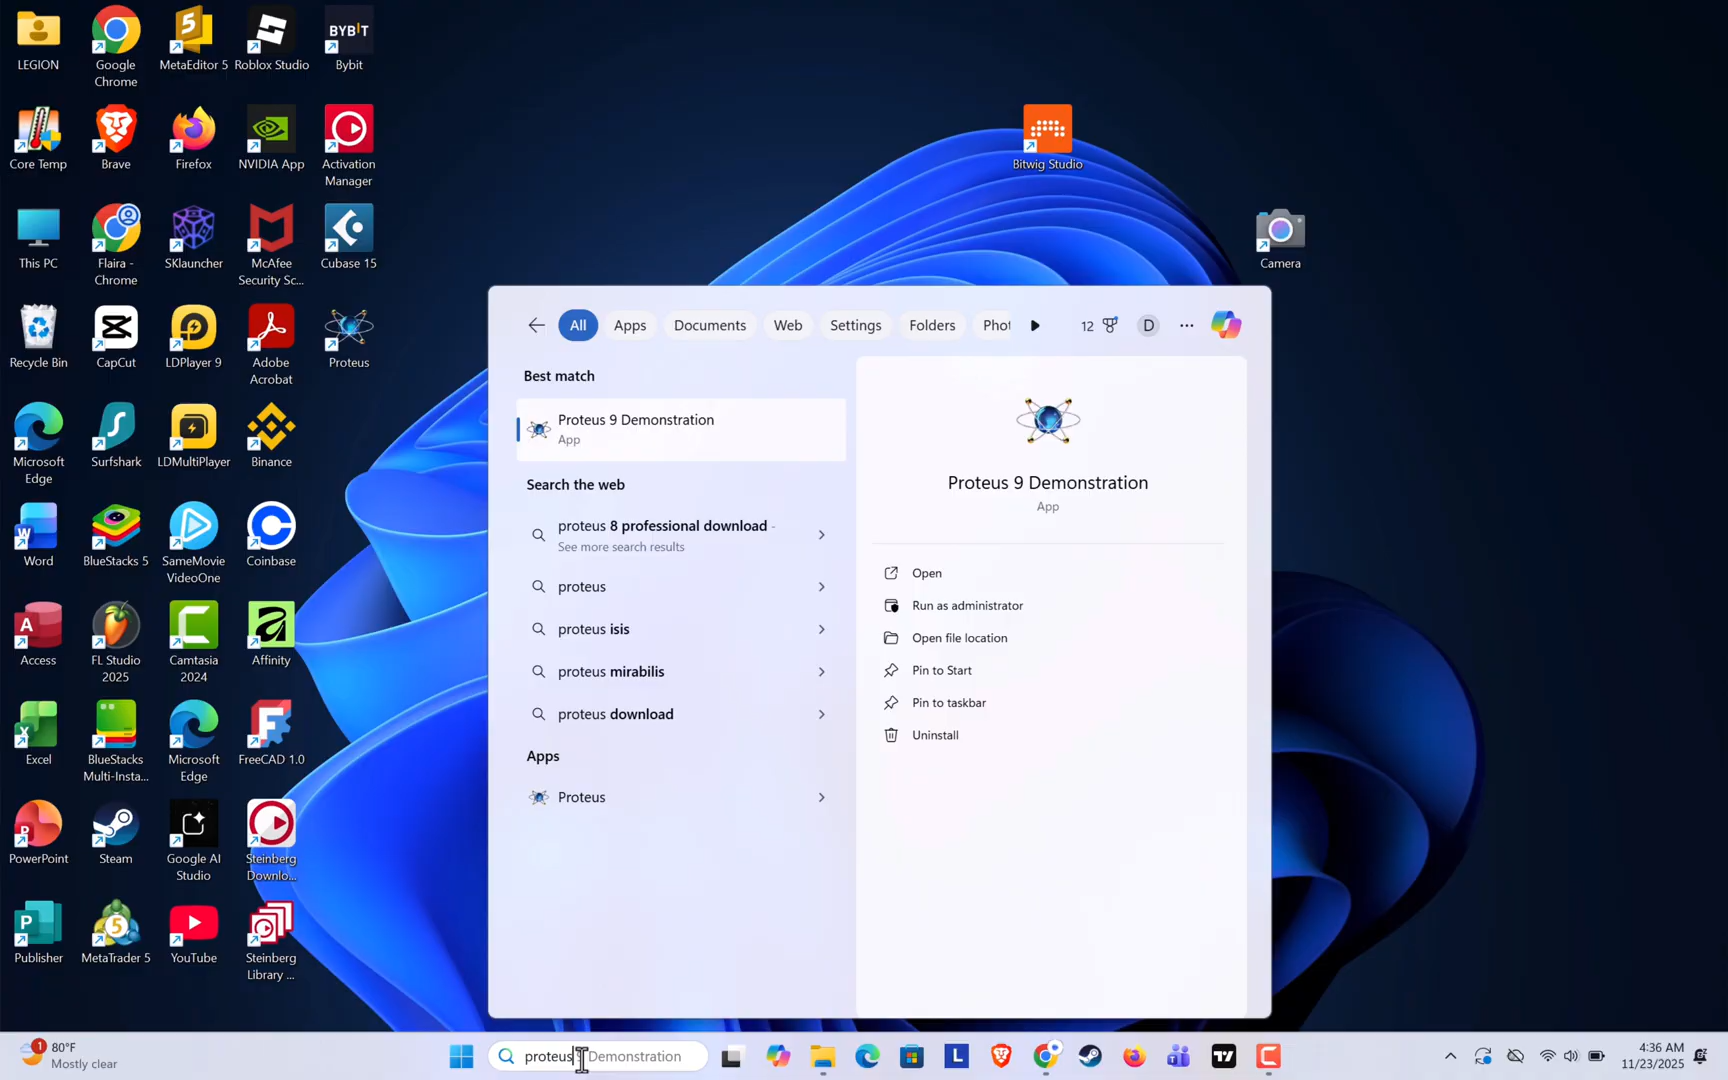 LEGION
Google
Chrome
MetaEditor 5
Roblox Studio
BYBIT
Bybit
Core Temp
Brave
Firefox
NVIDIA App
Activation
Manager
This PC
Flaira -
Chrome
SKlauncher
McAfee
Security Sc...
Cubase 15
Recycle Bin
CapCut
LDPlayer 9
Adobe
Acrobat
Proteus
Microsoft
Edge
Surfshark
LDMultiPlayer
Binance
Word
BlueStacks 5
SameMovie
VideoOne
Coinbase
Access
FL Studio
2025
Camtasia
2024
Affinity
Excel
BlueStacks
Multi-Insta...
Microsoft
Edge
FreeCAD 1.0
PowerPoint
Steam
Google AI
Studio
Steinberg
Downlo...
Publisher
MetaTrader 5
YouTube
Steinberg
Library ...
Bitwig Studio
Camera
All
Apps
Documents
Web
Settings
Folders
Phot
12
D
Best match
Proteus 9 Demonstration
App
Search the web
proteus 8 professional download -
See more search results
proteus
proteus isis
proteus mirabilis
proteus download
Apps
Proteus
Proteus 9 Demonstration
App
Open
Run as administrator
Open file location
Pin to Start
Pin to taskbar
Uninstall
1
80°F
Mostly clear
proteus Demonstration
4:36 AM
11/23/2025